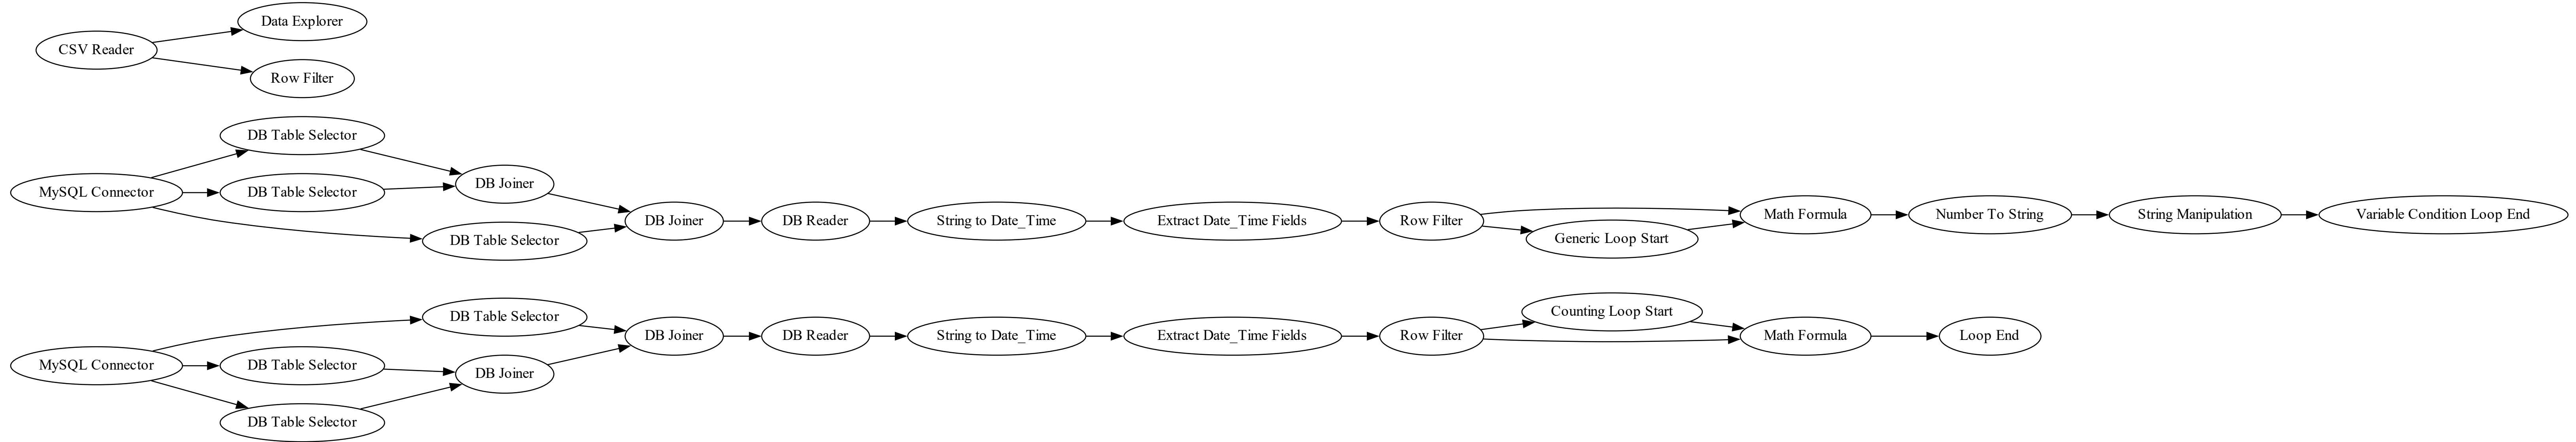 Data Explorer
CSV Reader
Row Filter
DB Table Selector
MySQL Connector
DB Table Selector
DB Joiner
DB Table Selector
DB Joiner
DB Reader
String to Date_Time
Extract Date_Time Fields
Row Filter
Generic Loop Start
Math Formula
Number To String
String Manipulation
Variable Condition Loop End
DB Table Selector
MySQL Connector
DB Table Selector
DB Joiner
DB Table Selector
DB Joiner
DB Reader
String to Date_Time
Extract Date_Time Fields
Row Filter
Counting Loop Start
Math Formula
Loop End